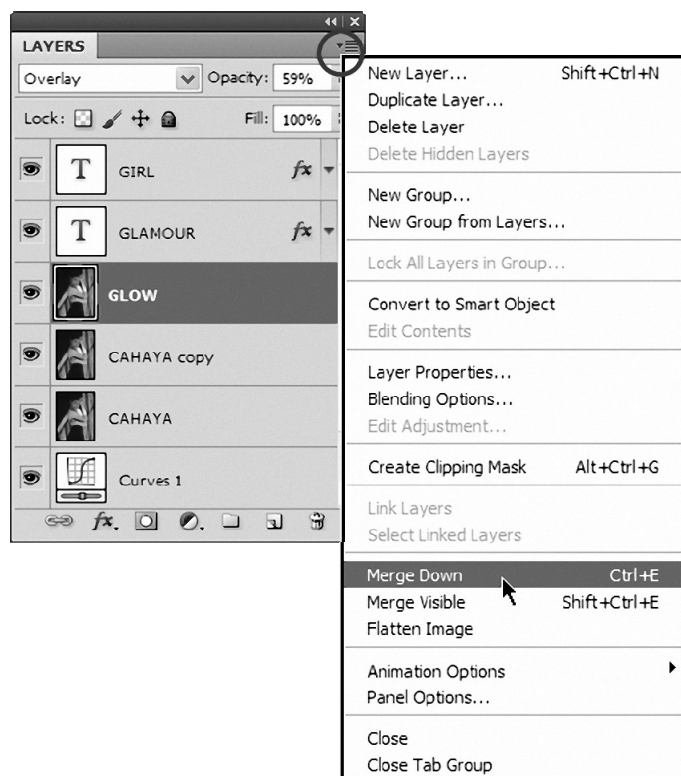 LAYERS
Overlay Opacity: 59%
Lock: Fill: 100%
T GIRL fx
T GLAMOUR fx
GLOW
CAHAYA copy
CAHAYA
Curves 1
fx.
New Layer... Shift+Ctrl+N
Duplicate Layer...
Delete Layer
Delete Hidden Layers
New Group...
New Group from Layers...
Lock All Layers in Group...
Convert to Smart Object
Edit Contents
Layer Properties...
Blending Options...
Edit Adjustment...
Create Clipping Mask Alt+Ctrl+G
Link Layers
Select Linked Layers
Merge Down Ctrl+E
Merge Visible Shift+Ctrl+E
Flatten Image
Animation Options
Panel Options...
Close
Close Tab Group